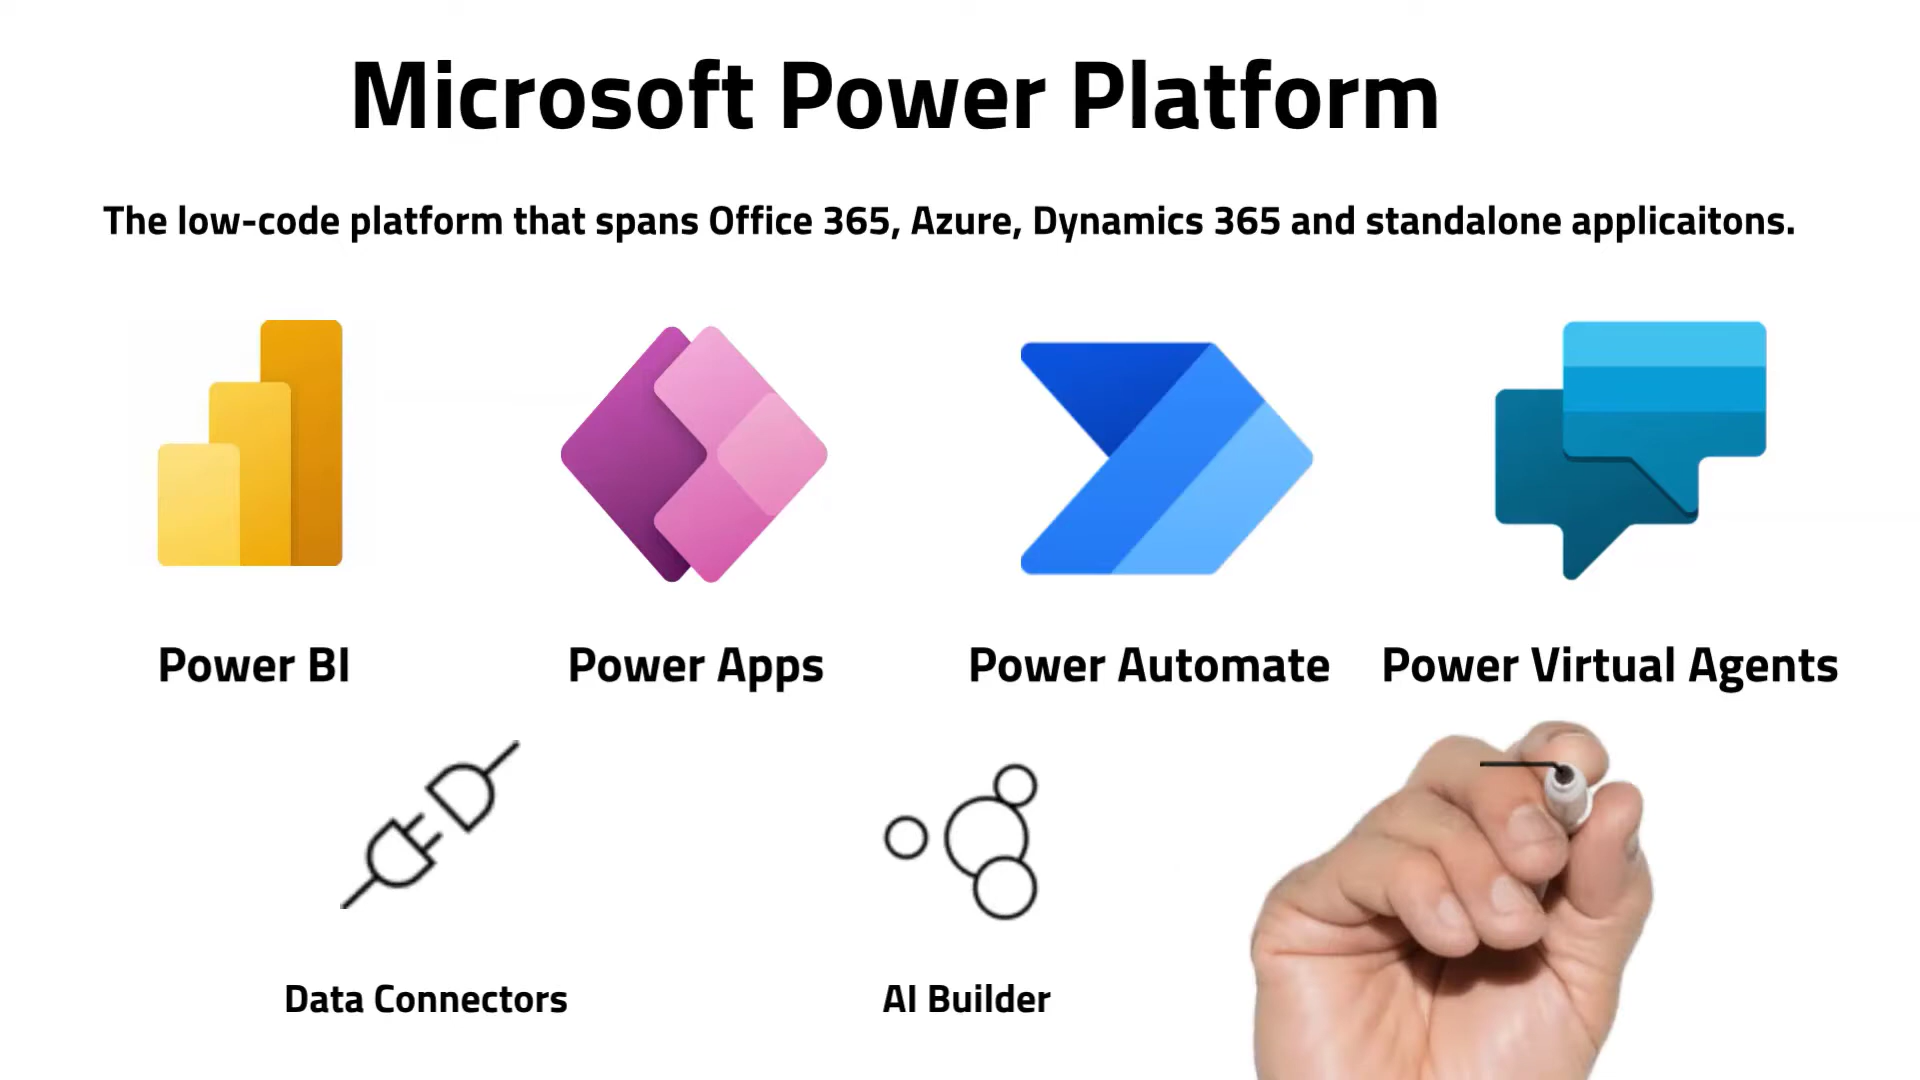 Microsoft Power Platform
The low-code platform that spans Office 365, Azure, Dynamics 365 and standalone applicaitons.
Power BI
Power Apps
Power Automate
Power Virtual Agents
Data Connectors
AI Builder